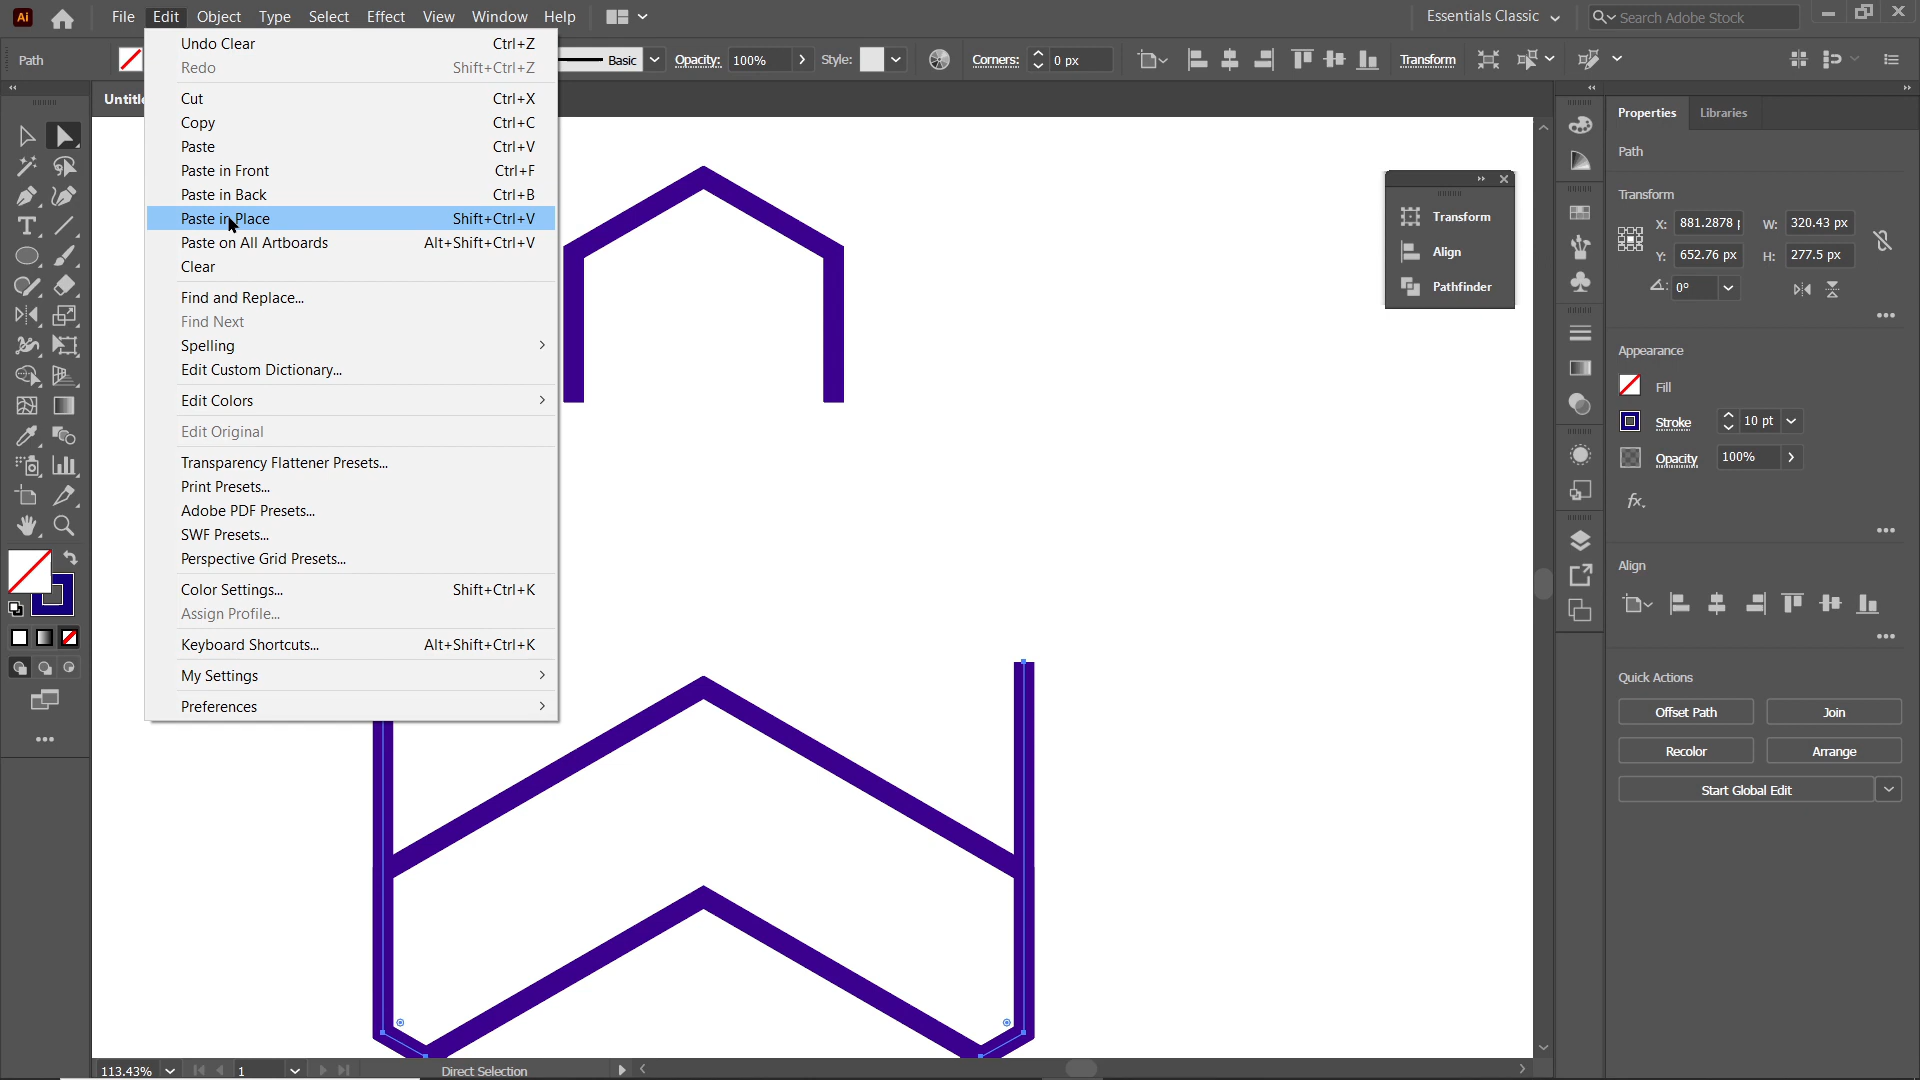 Ai File Edit Object Type Select Effect View Window Help Essentials Classic Search Adobe Stock
Path Basic Opacity: 100% Style: Corners: 0 px Transform
Undo Clear Ctrl+Z
Redo Shift+Ctrl+Z
Cut Ctrl+X
Copy Ctrl+C
Paste Ctrl+V
Paste in Front Ctrl+F
Paste in Back Ctrl+B
Paste in Place Shift+Ctrl+V
Paste on All Artboards Alt+Shift+Ctrl+V
Clear
Find and Replace...
Find Next
Spelling
Edit Custom Dictionary...
Edit Colors
Edit Original
Transparency Flattener Presets...
Print Presets...
Adobe PDF Presets...
SWF Presets...
Perspective Grid Presets...
Color Settings... Shift+Ctrl+K
Assign Profile...
Keyboard Shortcuts... Alt+Shift+Ctrl+K
My Settings
Preferences
Transform
Align
Pathfinder
Properties Libraries
Path
Transform
X: 881.2878 W: 320.43 px
Y: 652.76 px H: 277.5 px
0°
Appearance
Fill
Stroke 10 pt
Opacity 100%
fx.
Align
Quick Actions
Offset Path Join
Recolor Arrange
Start Global Edit
113.43% 1 Direct Selection